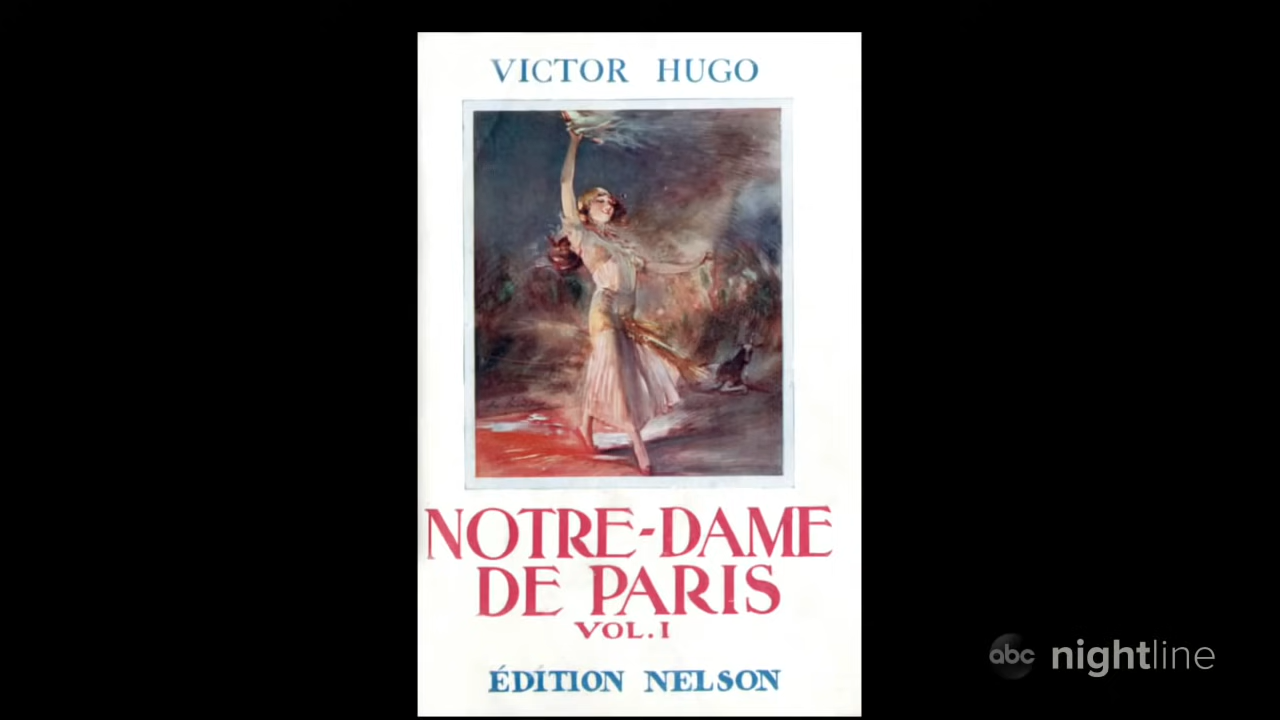 VICTOR HUGO
NOTRE-DAME
DE PARIS
VOL. I
ÉDITION NELSON
abc nightline